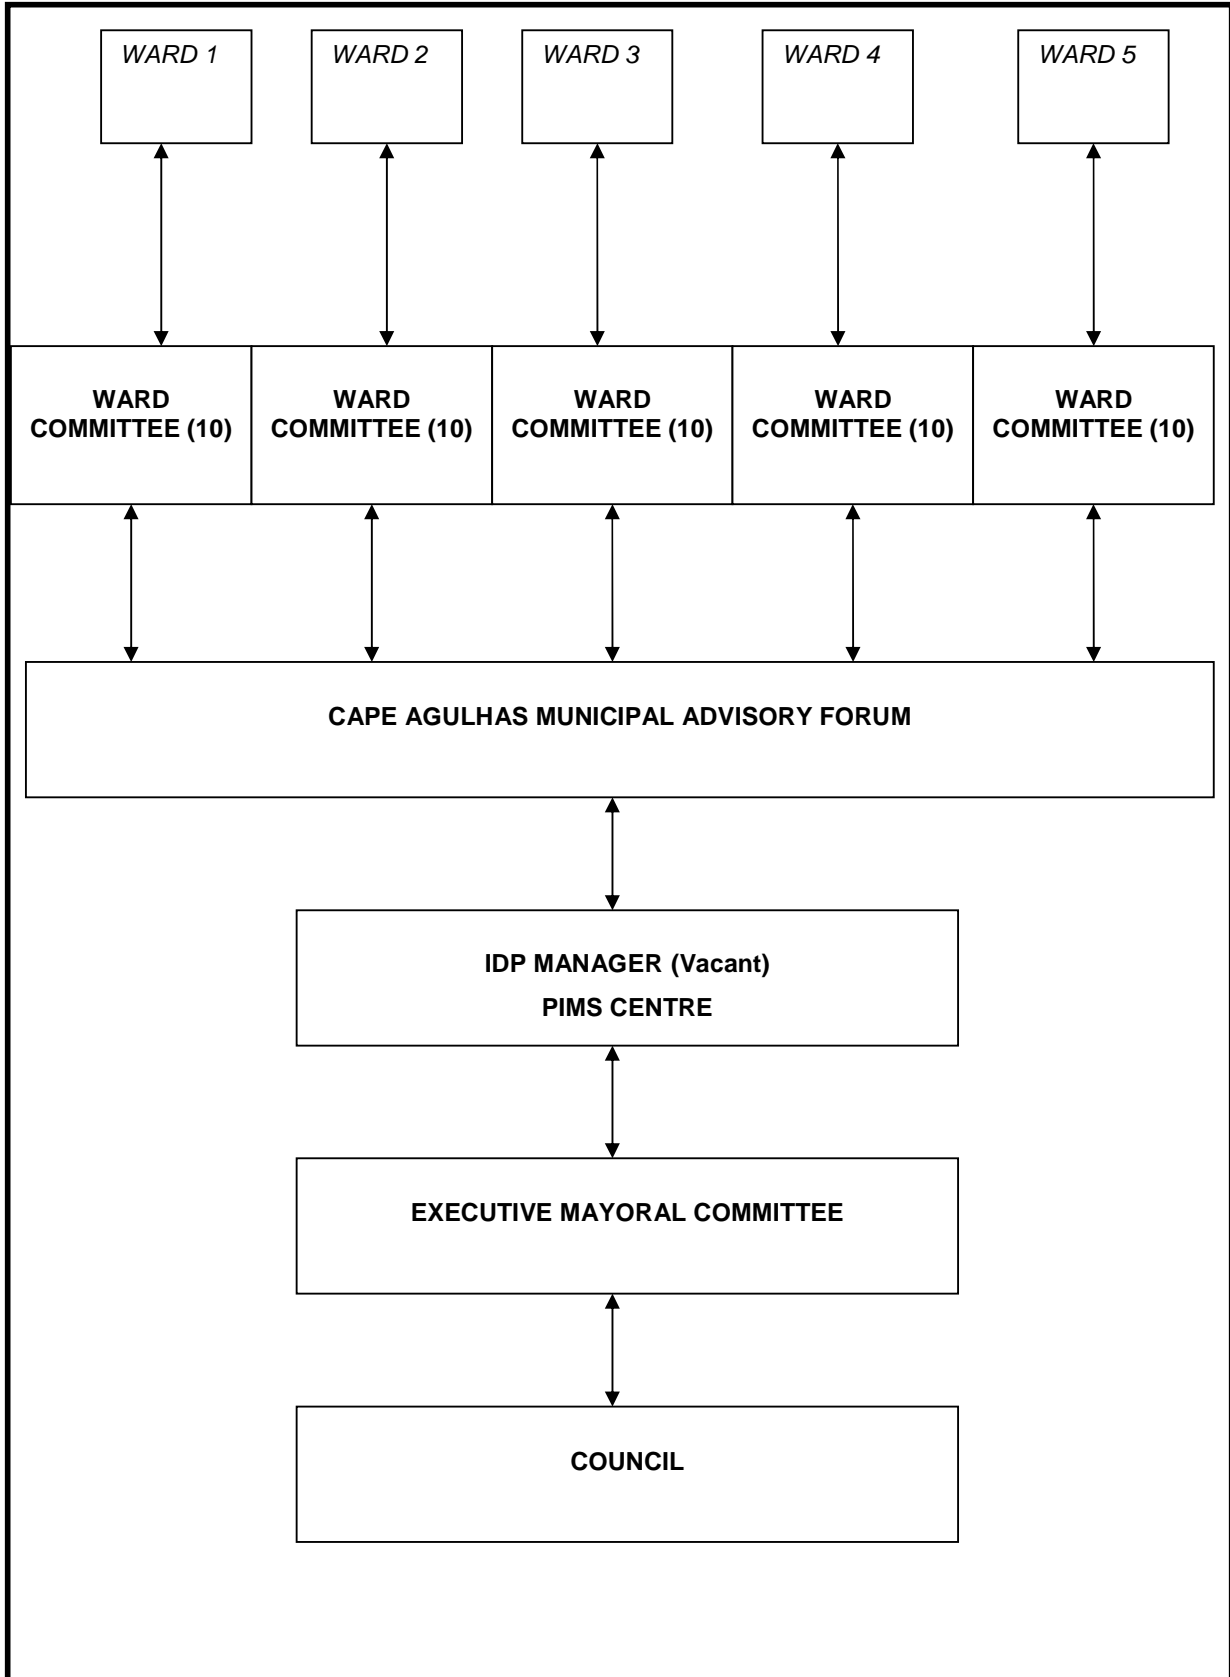 WARD 1
WARD 2
WARD 3
WARD 4
WARD 5
WARD
COMMITTEE (10)
WARD
COMMITTEE (10)
WARD
COMMITTEE (10)
WARD
COMMITTEE (10)
WARD
COMMITTEE (10)
CAPE AGULHAS MUNICIPAL ADVISORY FORUM
IDP MANAGER (Vacant)
PIMS CENTRE
EXECUTIVE MAYORAL COMMITTEE
COUNCIL